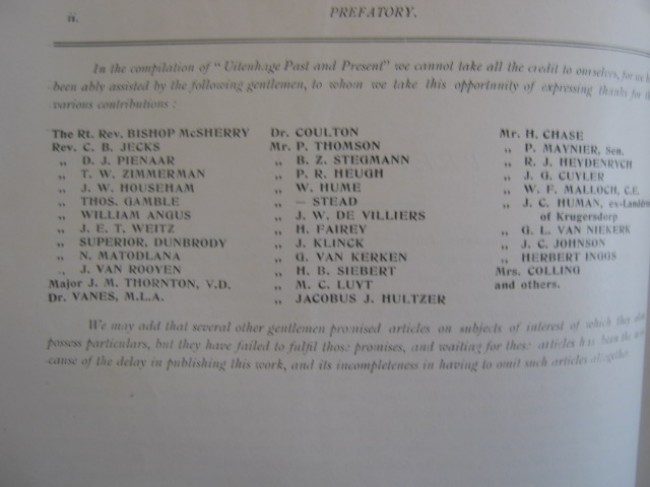 ii.
PREFATORY.
In the compilation of "Uitenhage Past and Present" we cannot take all the credit to ourselves, for we
been ably assisted by the following gentlemen, to whom we take this opportunity of expressing thanks for
various contributions :
The Rt. Rev. BISHOP McSHERRY
Rev. C. B. JECKS
„ D. J. PIENAAR
„ T. W. ZIMMERMAN
„ J. W. HOUSEHAM
„ THOS. GAMBLE
„ WILLIAM ANGUS
„ J. E. T. WEITZ
„ SUPERIOR, DUNBRODY
„ N. MATODLANA
„ J. VAN ROOYEN
Major J. M. THORNTON, V.D.
Dr. VANES, M.L.A.
Dr. COULTON
Mr. P. THOMSON
„ B. Z. STEGMANN
„ P. R. HEUGH
„ W. HUME
„ — STEAD
„ J. W. DE VILLIERS
„ H. FAIREY
„ J. KLINCK
„ G. VAN KERKEN
„ H. B. SIEBERT
„ M. C. LUYT
„ JACOBUS J. HULTZER
Mr. H. CHASE
„ P. MAYNIER, Sen.
„ R. J. HEYDENRYCH
„ J. G. CUYLER
„ W. F. MALLOCH, C.E.
„ J. C. HUMAN,
of Krugersdorp
„ G. L. VAN NIEKERK
„ J. C. JOHNSON
„ HERBERT INGGS
Mrs. COLLING
and others.
We may add that several other gentlemen promised articles on subjects of interest of which they
possess particulars, but they have failed to fulfil those promises, and waiting for these articles has been the
cause of the delay in publishing this work, and its incompleteness in having to omit such articles altogether.